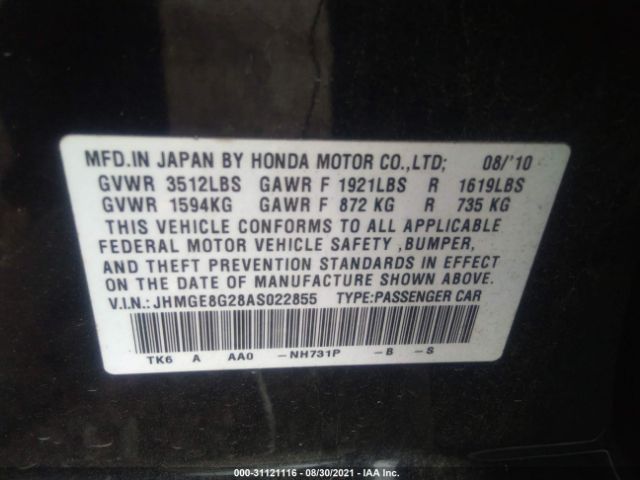 MFD.IN JAPAN BY HONDA MOTOR CO.,LTD; 08/'10
GVWR 3512LBS GAWR F 1921LBS R 1619LBS
GVWR 1594KG GAWR F 872 KG R 735 KG
THIS VEHICLE CONFORMS TO ALL APPLICABLE
FEDERAL MOTOR VEHICLE SAFETY ,BUMPER,
AND THEFT PREVENTION STANDARDS IN EFFECT
ON THE DATE OF MANUFACTURE SHOWN ABOVE.
V.I.N.: JHMGE8G28AS022855 TYPE:PASSENGER CAR
TK6 A AA0 -NH731P -B -S
000-31121116 - 08/30/2021 - IAA Inc.